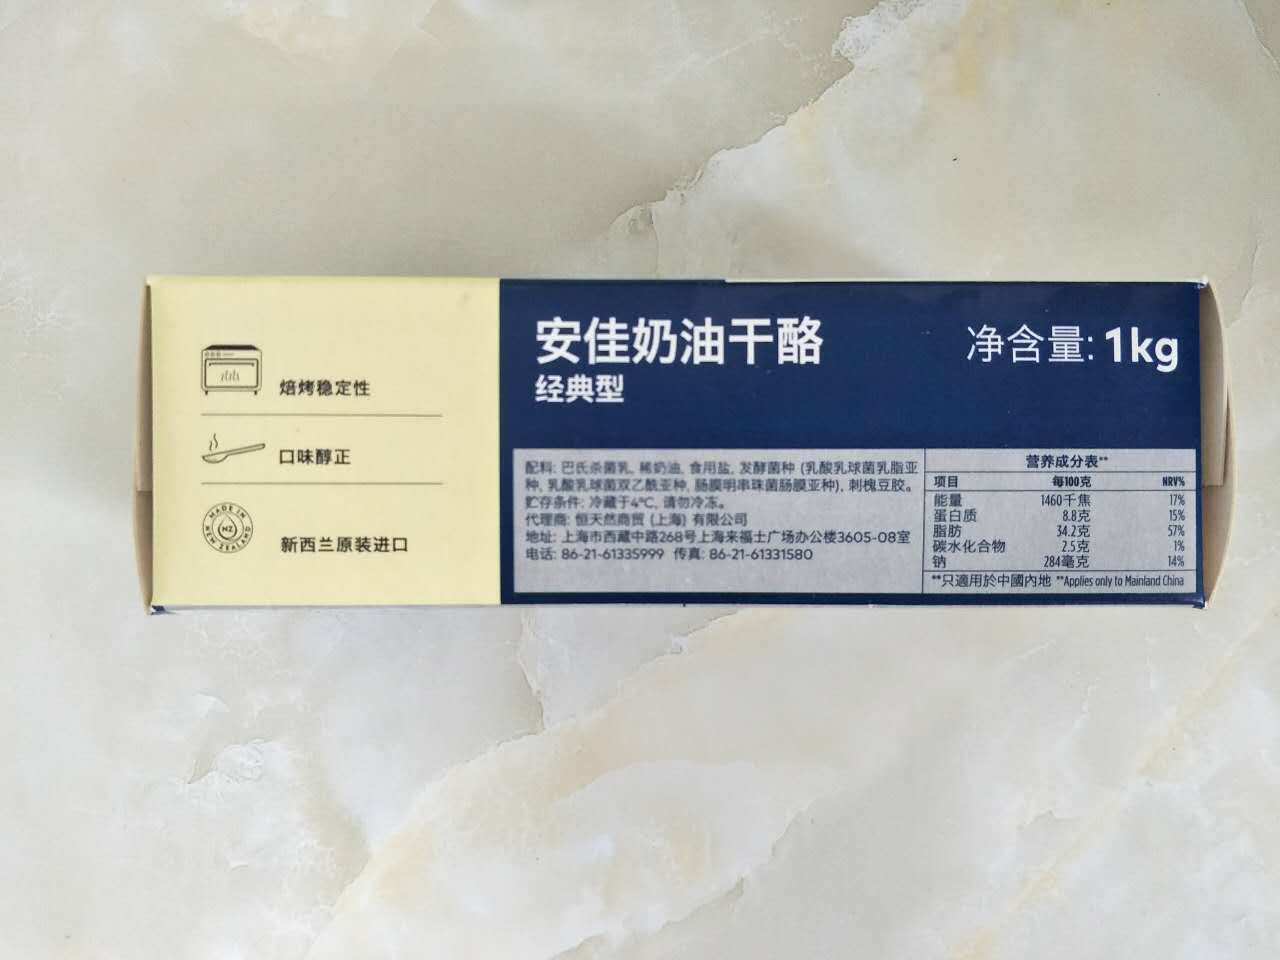 焙烤稳定性
口味醇正
MADE IN
NZ
NEW ZEALAND
新西兰原装进口
安佳奶油干酪
经典型
净含量: 1kg
配料: 巴氏杀菌乳, 稀奶油, 食用盐, 发酵菌种 (乳酸乳球菌乳脂亚
种, 乳酸乳球菌双乙酰亚种, 肠膜明串珠菌肠膜亚种), 刺槐豆胶。
贮存条件: 冷藏于4°C, 请勿冷冻。
代理商: 恒天然商贸 (上海) 有限公司
地址: 上海市西藏中路268号上海来福士广场办公楼3605-08室
电话: 86-21-61335999 传真: 86-21-61331580
营养成分表**
项目 每100克 NRV%
能量 1460千焦 17%
蛋白质 8.8克 15%
脂肪 34.2克 57%
碳水化合物 2.5克 1%
钠 284毫克 14%
**只適用於中國內地 **Applies only to Mainland China